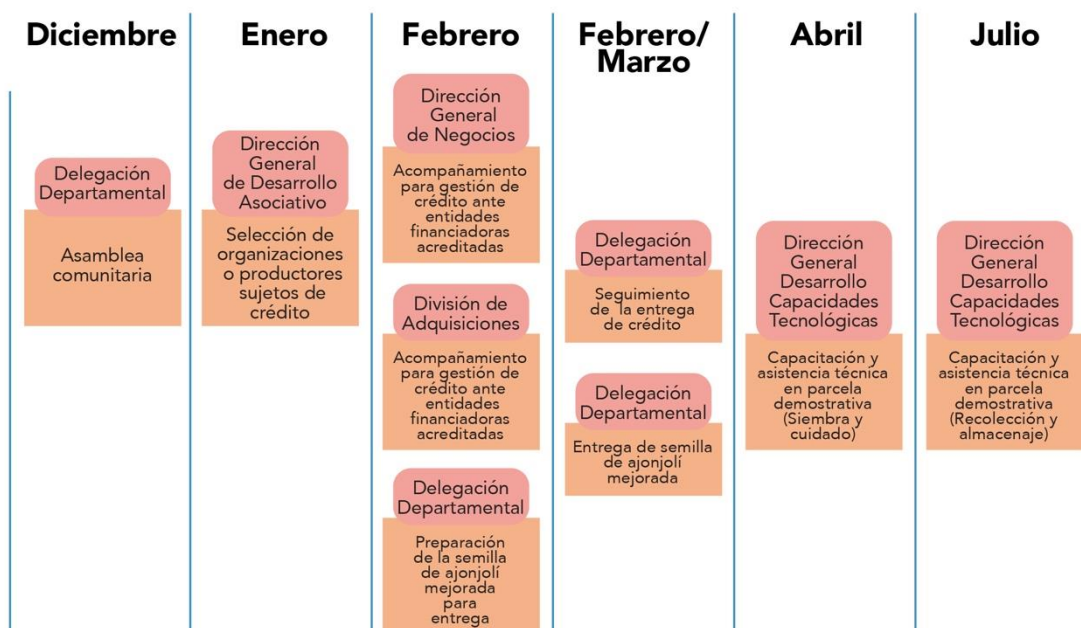 Diciembre
Enero
Febrero
Febrero/
Marzo
Abril
Julio
Delegación
Departamental
Asamblea
comunitaria
Dirección
General
de Desarrollo
Asociativo
Selección de
organizaciones
o productores
sujetos de
crédito
Dirección
General
de Negocios
Acompañamiento
para gestión de
crédito ante
entidades
financiadoras
acreditadas
División de
Adquisiciones
Acompañamiento
para gestión de
crédito ante
entidades
financiadoras
acreditadas
Delegación
Departamental
Preparación
de la semilla
de ajonjolí
mejorada
para
entrega
Delegación
Departamental
Seguimiento
de la entrega
de crédito
Delegación
Departamental
Entrega de semilla
de ajonjolí
mejorada
Dirección
General
Desarrollo
Capacidades
Tecnológicas
Capacitación y
asistencia técnica
en parcela
demostrativa
(Siembra y
cuidado)
Dirección
General
Desarrollo
Capacidades
Tecnológicas
Capacitación y
asistencia técnica
en parcela
demostrativa
(Recolección y
almacenaje)